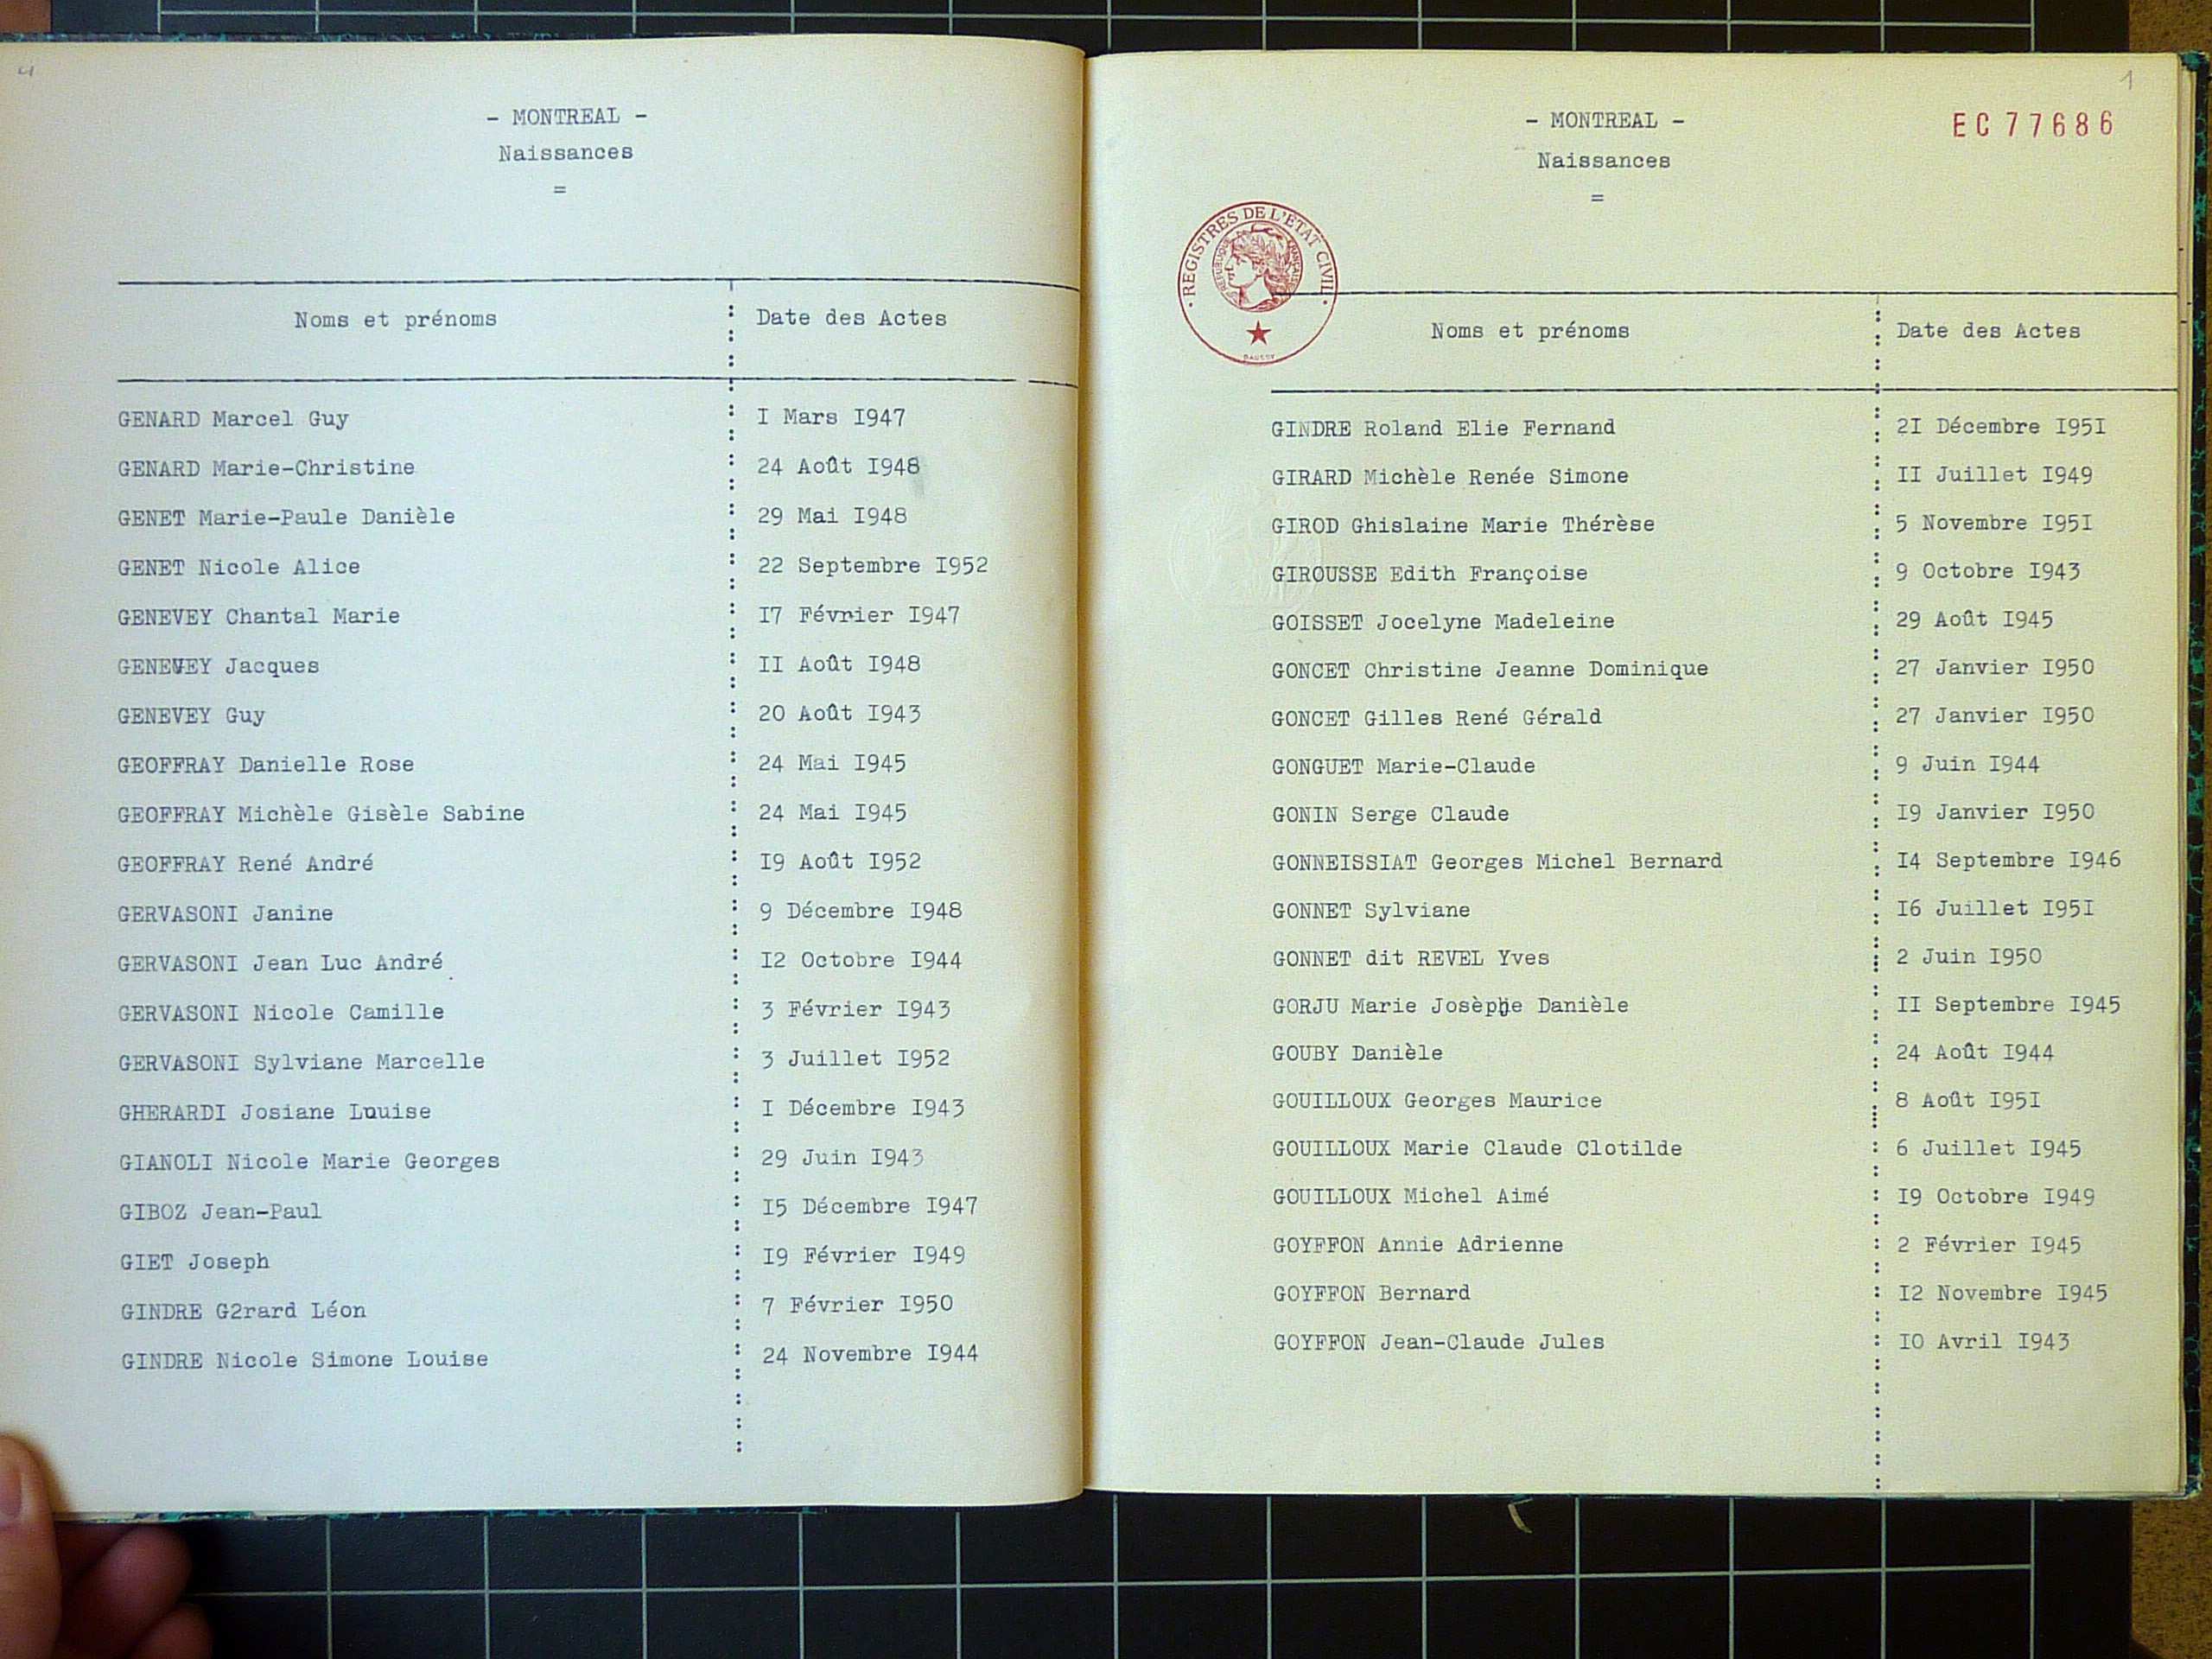 - MONTREAL -
Naissances
=
Noms et prénoms : Date des Actes
GENARD Marcel Guy : I Mars I947
GENARD Marie-Christine : 24 Août I948
GENET Marie-Paule Danièle : 29 Mai I948
GENET Nicole Alice : 22 Septembre I952
GENEVEY Chantal Marie : I7 Février I947
GENEVEY Jacques : II Août I948
GENEVEY Guy : 20 Août I943
GEOFFRAY Danielle Rose : 24 Mai I945
GEOFFRAY Michèle Gisèle Sabine : 24 Mai I945
GEOFFRAY René André : I9 Août I952
GERVASONI Janine : 9 Décembre I948
GERVASONI Jean Luc André : I2 Octobre I944
GERVASONI Nicole Camille : 3 Février I943
GERVASONI Sylviane Marcelle : 3 Juillet I952
GHERARDI Josiane Luuise : I Décembre I943
GIANOLI Nicole Marie Georges : 29 Juin I943
GIBOZ Jean-Paul : I5 Décembre I947
GIET Joseph : I9 Février I949
GINDRE G2rard Léon : 7 Février I950
GINDRE Nicole Simone Louise : 24 Novembre I944
1
- MONTREAL -
EC 77686
Naissances
=
REGISTRES DE L'ETAT CIVIL
REPUBLIQUE FRANÇAISE
Noms et prénoms : Date des Actes
GINDRE Roland Elie Fernand : 2I Décembre I95I
GIRARD Michèle Renée Simone : II Juillet I949
GIROD Ghislaine Marie Thérèse : 5 Novembre I95I
GIROUSSE Edith Françoise : 9 Octobre I943
GOISSET Jocelyne Madeleine : 29 Août I945
GONCET Christine Jeanne Dominique : 27 Janvier I950
GONCET Gilles René Gérald : 27 Janvier I950
GONGUET Marie-Claude : 9 Juin I944
GONIN Serge Claude : I9 Janvier I950
GONNEISSIAT Georges Michel Bernard : I4 Septembre I946
GONNET Sylviane : I6 Juillet I95I
GONNET dit REVEL Yves : 2 Juin I950
GORJU Marie Josèphe Danièle : II Septembre I945
GOUBY Danièle : 24 Août I944
GOUILLOUX Georges Maurice : 8 Août I95I
GOUILLOUX Marie Claude Clotilde : 6 Juillet I945
GOUILLOUX Michel Aimé : I9 Octobre I949
GOYFFON Annie Adrienne : 2 Février I945
GOYFFON Bernard : I2 Novembre I945
GOYFFON Jean-Claude Jules : IO Avril I943